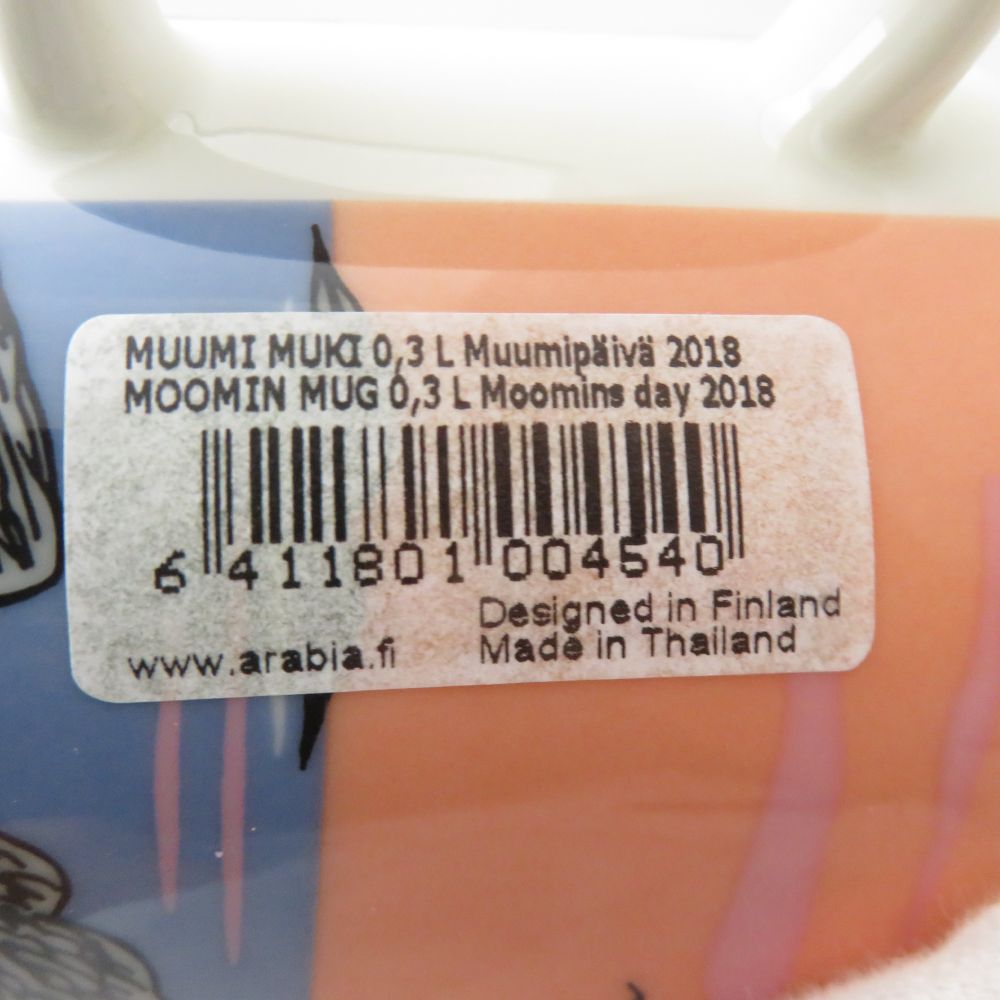 MUUMI MUKI 0,3 L Muumipäivä 2018
MOOMIN MUG 0,3 L Moomins day 2018
6 411801 004540
Designed in Finland
www.arabia.fi Made in Thailand